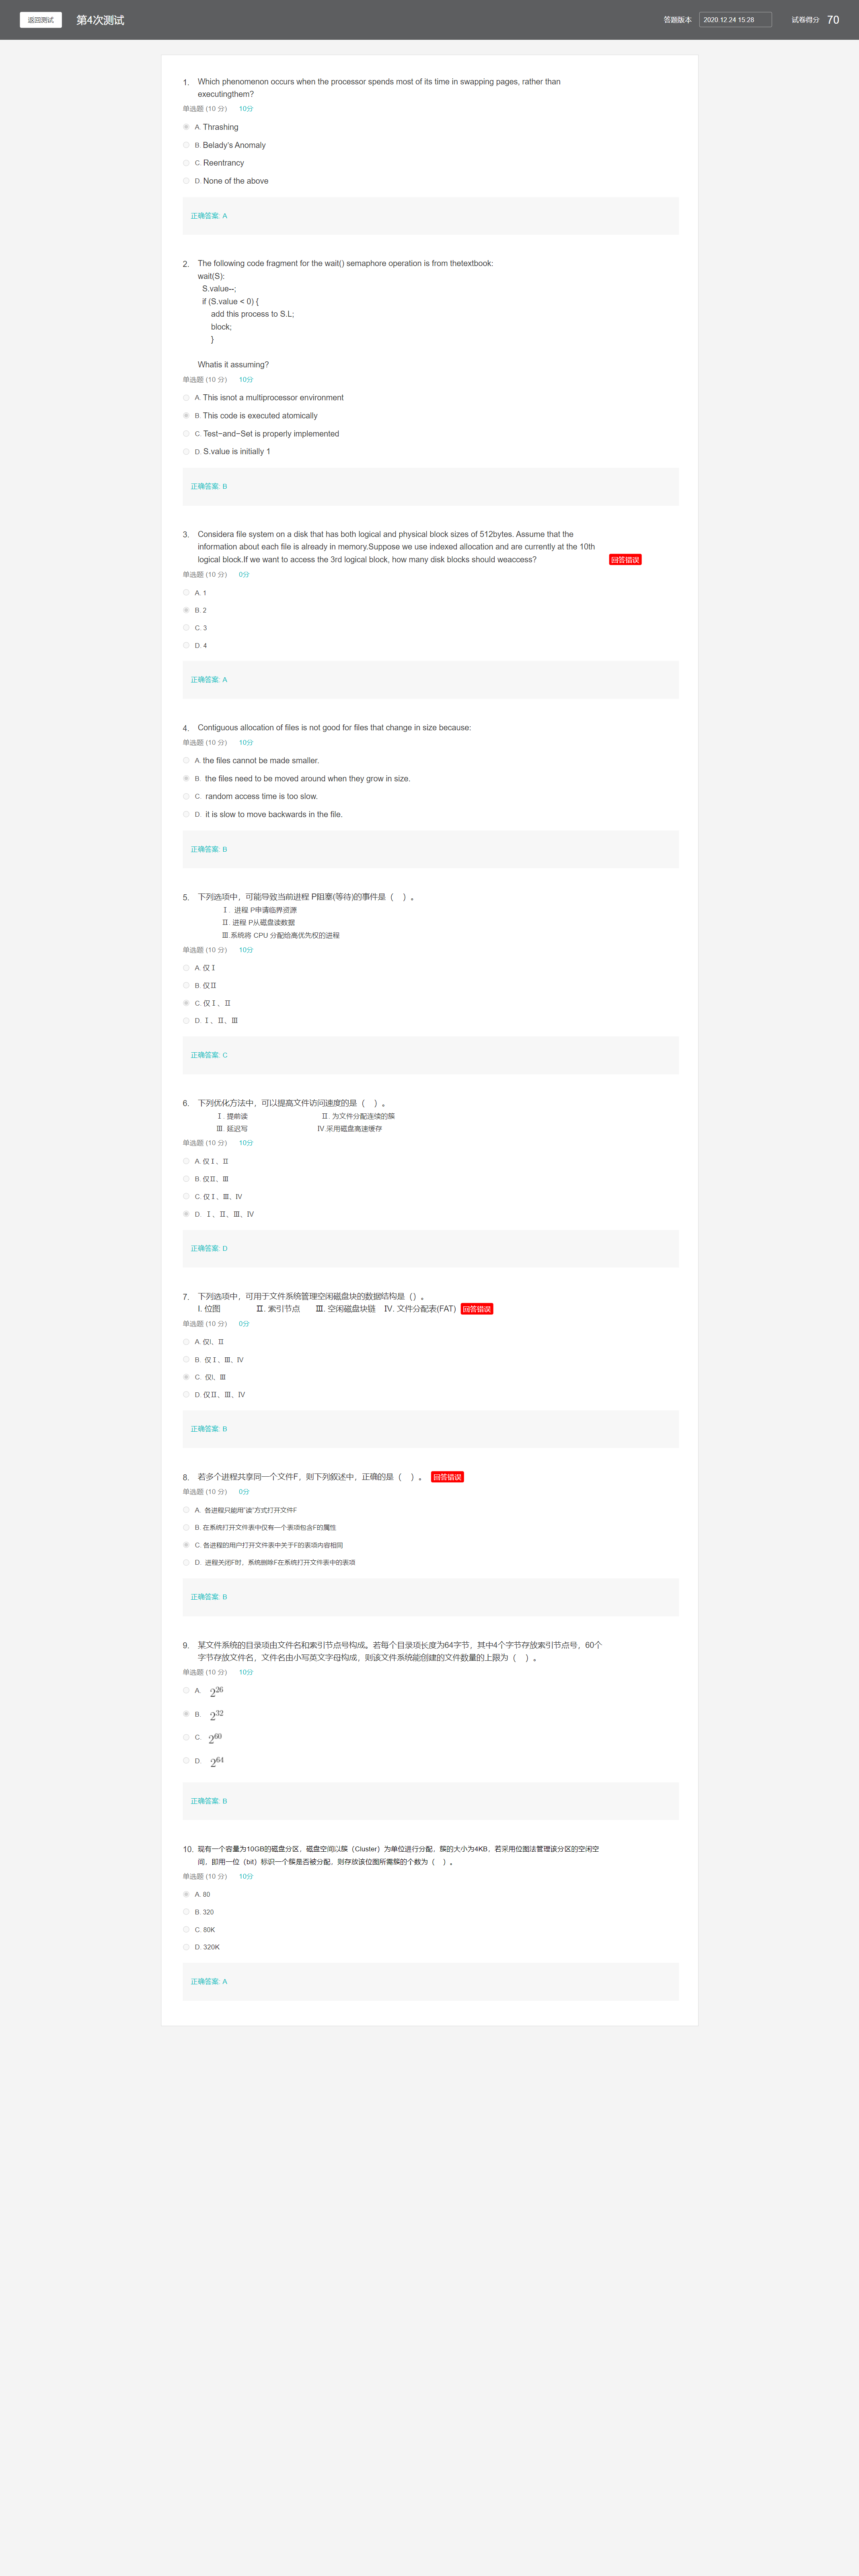 返回测试 第4次测试 答题版本 2020.12.24 15:28 试卷得分 70
1. Which phenomenon occurs when the processor spends most of its time in swapping pages, rather than
executingthem?
单选题 (10 分) 10分
A. Thrashing
B. Belady's Anomaly
C. Reentrancy
D. None of the above
正确答案: A
2. The following code fragment for the wait() semaphore operation is from thetextbook:
wait(S):
S.value--;
if (S.value < 0) {
add this process to S.L;
block;
}
Whatis it assuming?
单选题 (10 分) 10分
A. This isnot a multiprocessor environment
B. This code is executed atomically
C. Test−and−Set is properly implemented
D. S.value is initially 1
正确答案: B
3. Considera file system on a disk that has both logical and physical block sizes of 512bytes. Assume that the
information about each file is already in memory.Suppose we use indexed allocation and are currently at the 10th
logical block.If we want to access the 3rd logical block, how many disk blocks should weaccess? 回答错误
单选题 (10 分) 0分
A. 1
B. 2
C. 3
D. 4
正确答案: A
4. Contiguous allocation of files is not good for files that change in size because:
单选题 (10 分) 10分
A. the files cannot be made smaller.
B. the files need to be moved around when they grow in size.
C. random access time is too slow.
D. it is slow to move backwards in the file.
正确答案: B
5. 下列选项中，可能导致当前进程 P阻塞(等待)的事件是（ ）。
Ⅰ. 进程 P申请临界资源
Ⅱ. 进程 P从磁盘读数据
Ⅲ.系统将 CPU 分配给高优先权的进程
单选题 (10 分) 10分
A. 仅Ⅰ
B. 仅Ⅱ
C. 仅Ⅰ、Ⅱ
D. Ⅰ、Ⅱ、Ⅲ
正确答案: C
6. 下列优化方法中，可以提高文件访问速度的是（ ）。
Ⅰ. 提前读 Ⅱ. 为文件分配连续的簇
Ⅲ. 延迟写 Ⅳ.采用磁盘高速缓存
单选题 (10 分) 10分
A. 仅Ⅰ、Ⅱ
B. 仅Ⅱ、Ⅲ
C. 仅Ⅰ、Ⅲ、Ⅳ
D. Ⅰ、Ⅱ、Ⅲ、Ⅳ
正确答案: D
7. 下列选项中，可用于文件系统管理空闲磁盘块的数据结构是（）。
I. 位图 Ⅱ. 索引节点 Ⅲ. 空闲磁盘块链 Ⅳ. 文件分配表(FAT) 回答错误
单选题 (10 分) 0分
A. 仅I、Ⅱ
B. 仅Ⅰ、Ⅲ、Ⅳ
C. 仅I、Ⅲ
D. 仅Ⅱ、Ⅲ、Ⅳ
正确答案: B
8. 若多个进程共享同一个文件F，则下列叙述中，正确的是（ ）。 回答错误
单选题 (10 分) 0分
A. 各进程只能用“读”方式打开文件F
B. 在系统打开文件表中仅有一个表项包含F的属性
C. 各进程的用户打开文件表中关于F的表项内容相同
D. 进程关闭F时，系统删除F在系统打开文件表中的表项
正确答案: B
9. 某文件系统的目录项由文件名和索引节点号构成。若每个目录项长度为64字节，其中4个字节存放索引节点号，60个
字节存放文件名，文件名由小写英文字母构成，则该文件系统能创建的文件数量的上限为（ ）。
单选题 (10 分) 10分
A. 2^26
B. 2^32
C. 2^60
D. 2^64
正确答案: B
10. 现有一个容量为10GB的磁盘分区，磁盘空间以簇（Cluster）为单位进行分配，簇的大小为4KB，若采用位图法管理该分区的空闲空
间，即用一位（bit）标识一个簇是否被分配，则存放该位图所需簇的个数为（ ）。
单选题 (10 分) 10分
A. 80
B. 320
C. 80K
D. 320K
正确答案: A